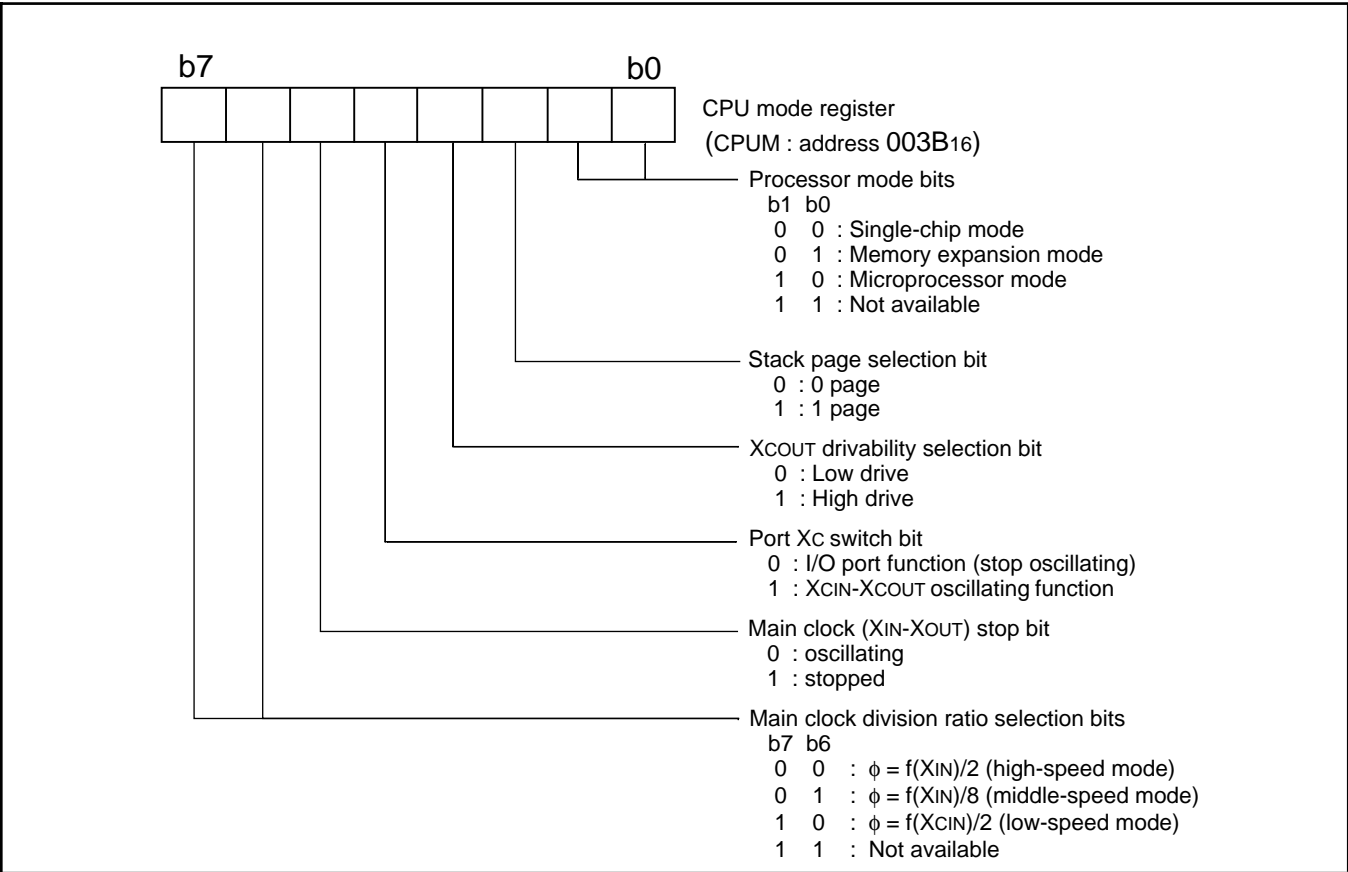 b7 b0
CPU mode register
(CPUM : address 003B16)
Processor mode bits
b1 b0
0 0 : Single-chip mode
0 1 : Memory expansion mode
1 0 : Microprocessor mode
1 1 : Not available
Stack page selection bit
0 : 0 page
1 : 1 page
XCOUT drivability selection bit
0 : Low drive
1 : High drive
Port XC switch bit
0 : I/O port function (stop oscillating)
1 : XCIN-XCOUT oscillating function
Main clock (XIN-XOUT) stop bit
0 : oscillating
1 : stopped
Main clock division ratio selection bits
b7 b6
0 0 : φ = f(XIN)/2 (high-speed mode)
0 1 : φ = f(XIN)/8 (middle-speed mode)
1 0 : φ = f(XCIN)/2 (low-speed mode)
1 1 : Not available